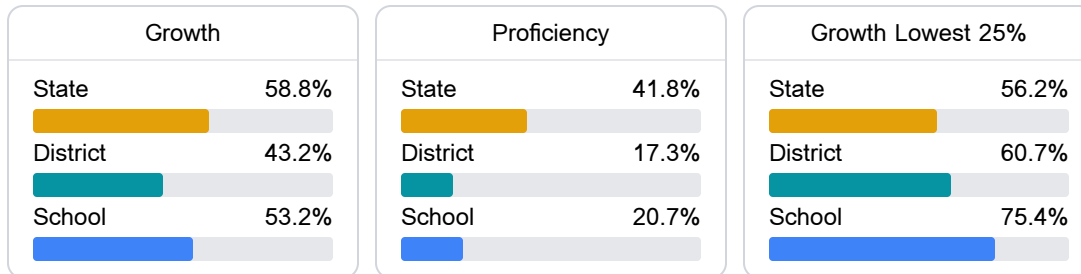 Growth
State 58.8%
District 43.2%
School 53.2%
Proficiency
State 41.8%
District 17.3%
School 20.7%
Growth Lowest 25%
State 56.2%
District 60.7%
School 75.4%